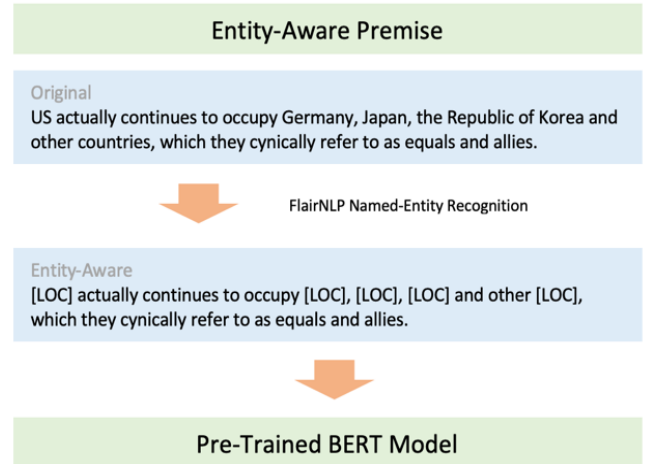 Entity-Aware Premise
Original
US actually continues to occupy Germany, Japan, the Republic of Korea and
other countries, which they cynically refer to as equals and allies.
FlairNLP Named-Entity Recognition
Entity-Aware
[LOC] actually continues to occupy [LOC], [LOC], [LOC] and other [LOC],
which they cynically refer to as equals and allies.
Pre-Trained BERT Model